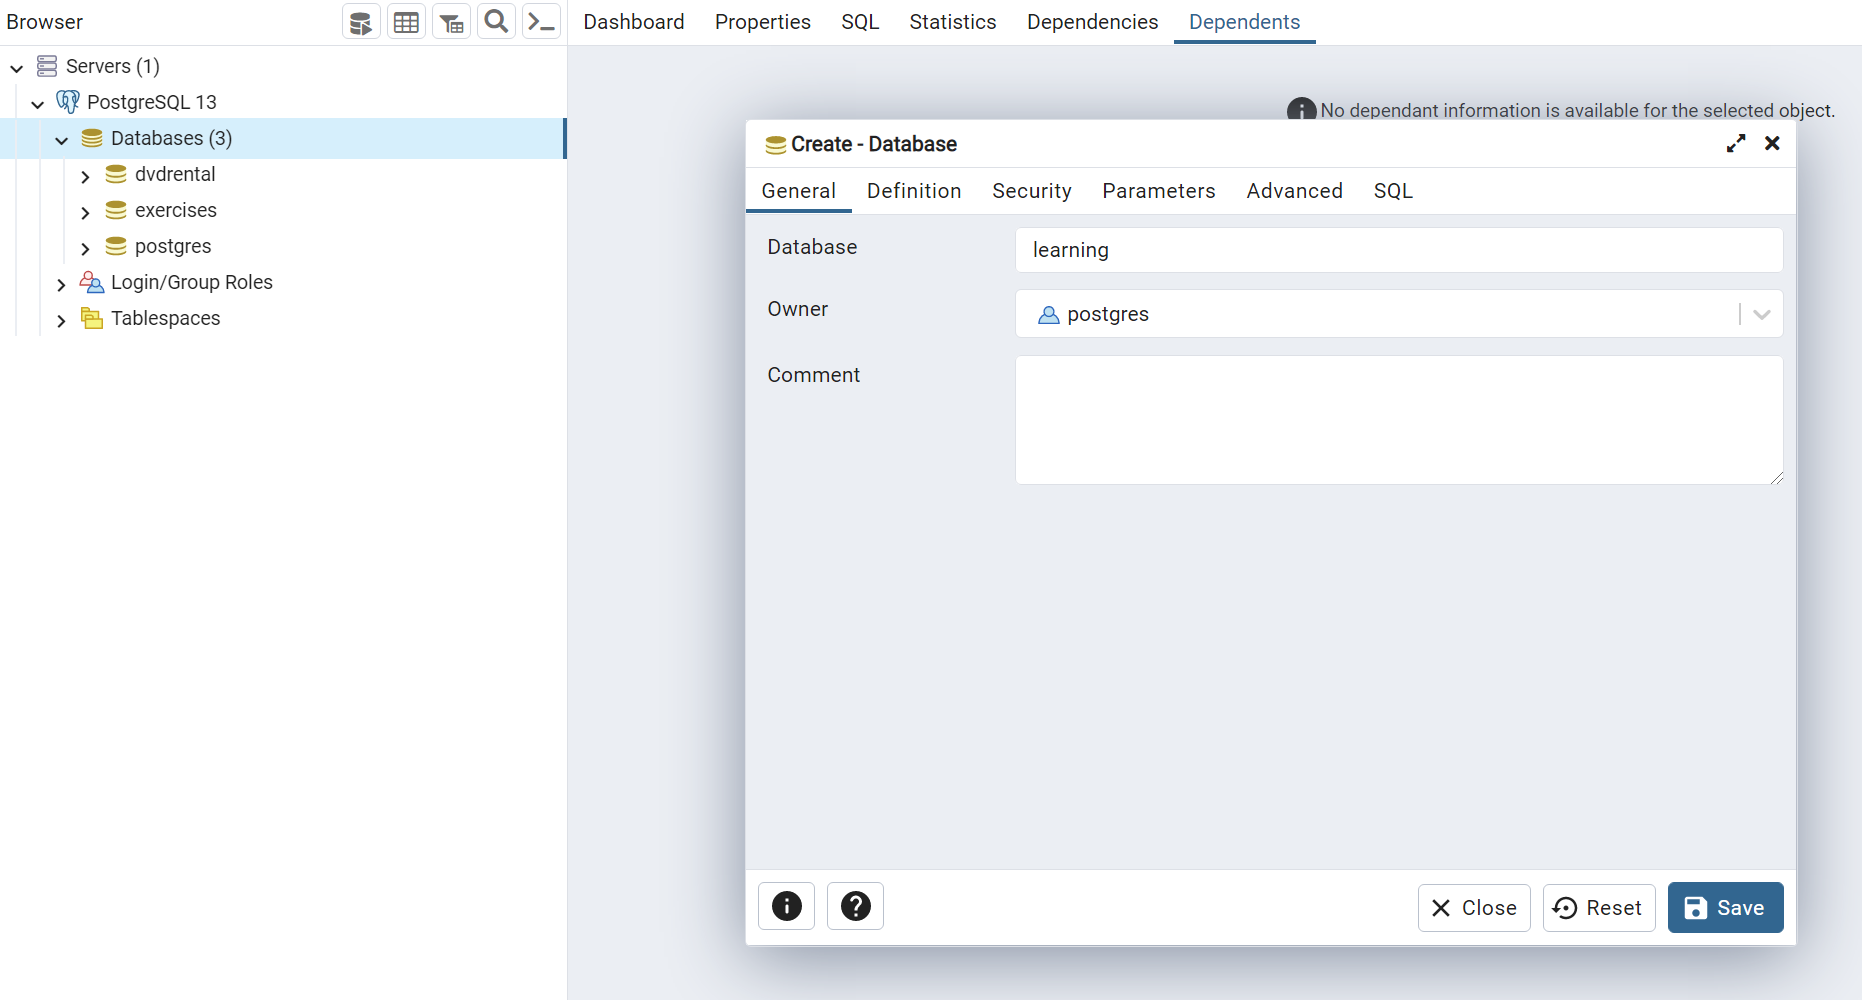 Browser
Dashboard Properties SQL Statistics Dependencies Dependents
Servers (1)
PostgreSQL 13
Databases (3)
dvdrental
exercises
postgres
Login/Group Roles
Tablespaces
No dependant information is available for the selected object.
Create - Database
General Definition Security Parameters Advanced SQL
Database learning
Owner postgres
Comment
Close Reset Save